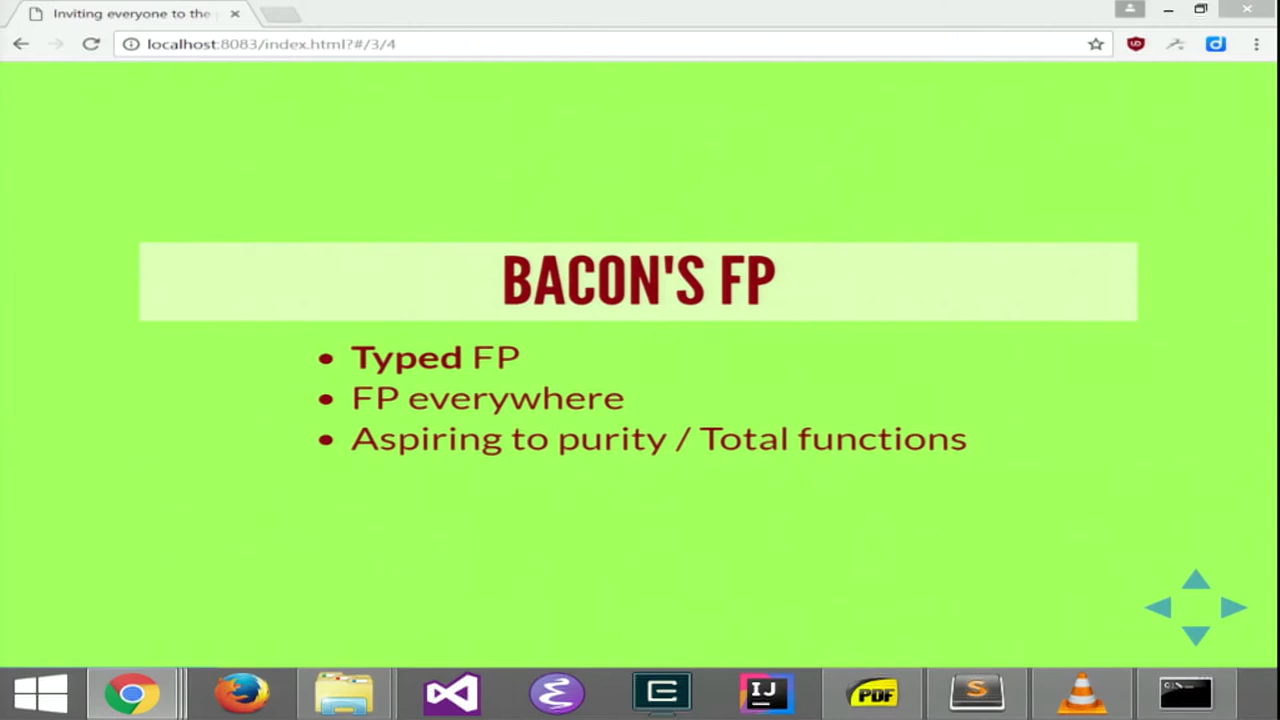 Inviting everyone to the
localhost:8083/index.html?#/3/4
BACON'S FP
• Typed FP
• FP everywhere
• Aspiring to purity / Total functions
IJ
PDF